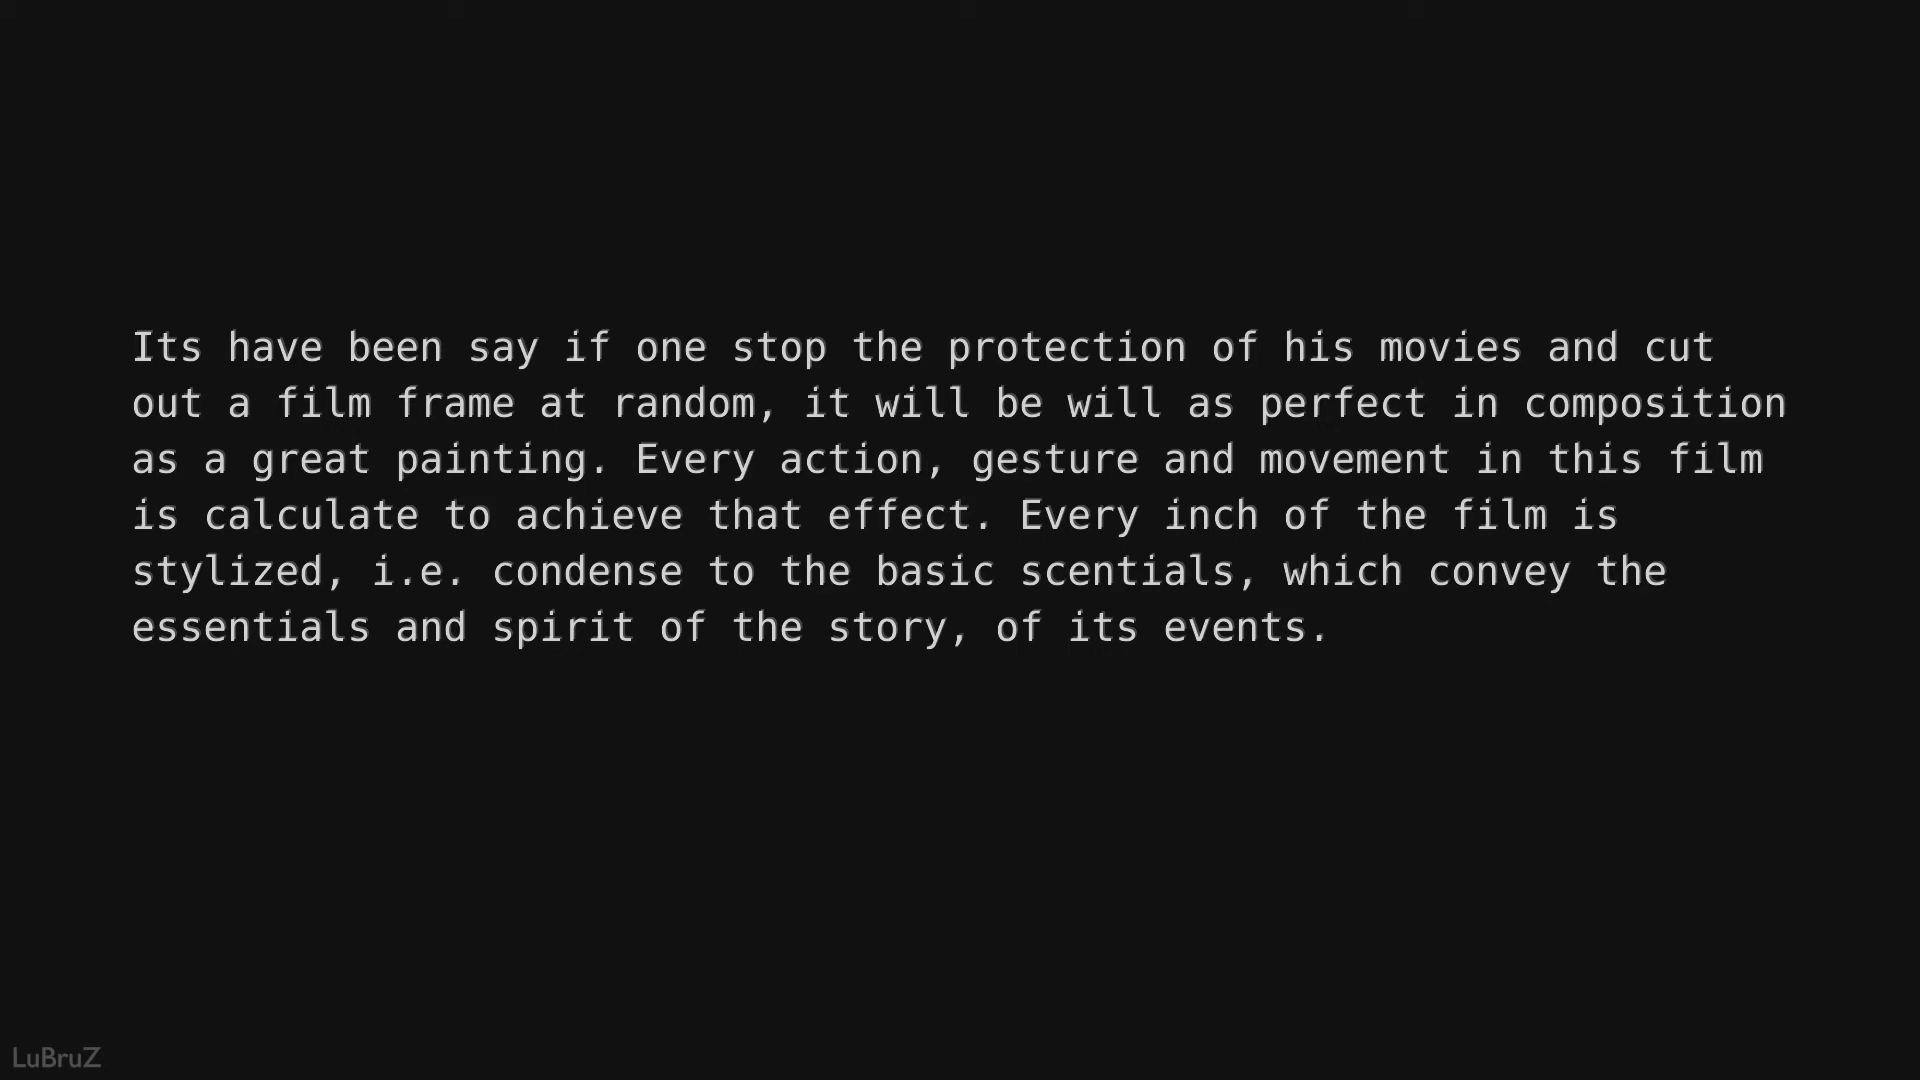 Its have been say if one stop the protection of his movies and cut
out a film frame at random, it will be will as perfect in composition
as a great painting. Every action, gesture and movement in this film
is calculate to achieve that effect. Every inch of the film is
stylized, i.e. condense to the basic scentials, which convey the
essentials and spirit of the story, of its events.
LuBruZ